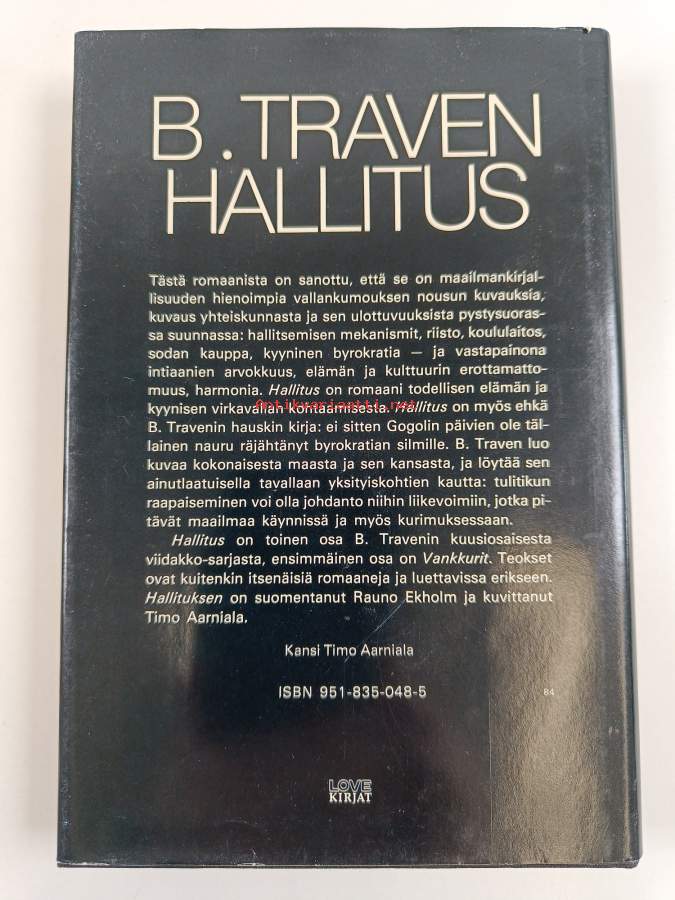 B. TRAVEN
HALLITUS
Tästä romaanista on sanottu, että se on maailmankirjal-
lisuuden hienoimpia vallankumouksen nousun kuvauksia,
kuvaus yhteiskunnasta ja sen ulottuvuuksista pystysuoras-
sa suunnassa: hallitsemisen mekanismit, riisto, koululaitos,
sodan kauppa, kyyninen byrokratia — ja vastapainona
intiaanien arvokkuus, elämän ja kulttuurin erottamatto-
muus, harmonia. Hallitus on romaani todellisen elämän ja
kyynisen virkavallan kohtaamisesta. Hallitus on myös ehkä
Antikvariantti.net
B. Travenin hauskin kirja: ei sitten Gogolin päivien ole täl-
lainen nauru räjähtänyt byrokratian silmille. B. Traven luo
kuvaa kokonaisesta maasta ja sen kansasta, ja löytää sen
ainutlaatuisella tavallaan yksityiskohtien kautta: tulitikun
raapaiseminen voi olla johdanto niihin liikevoimiin, jotka pi-
tävät maailmaa käynnissä ja myös kurimuksessaan.
Hallitus on toinen osa B. Travenin kuusiosaisesta
viidakko-sarjasta, ensimmäinen osa on Vankkurit. Teokset
ovat kuitenkin itsenäisiä romaaneja ja luettavissa erikseen.
Hallituksen on suomentanut Rauno Ekholm ja kuvittanut
Timo Aarniala.
Kansi Timo Aarniala
ISBN 951-835-048-5
84
LOVE
KIRJAT